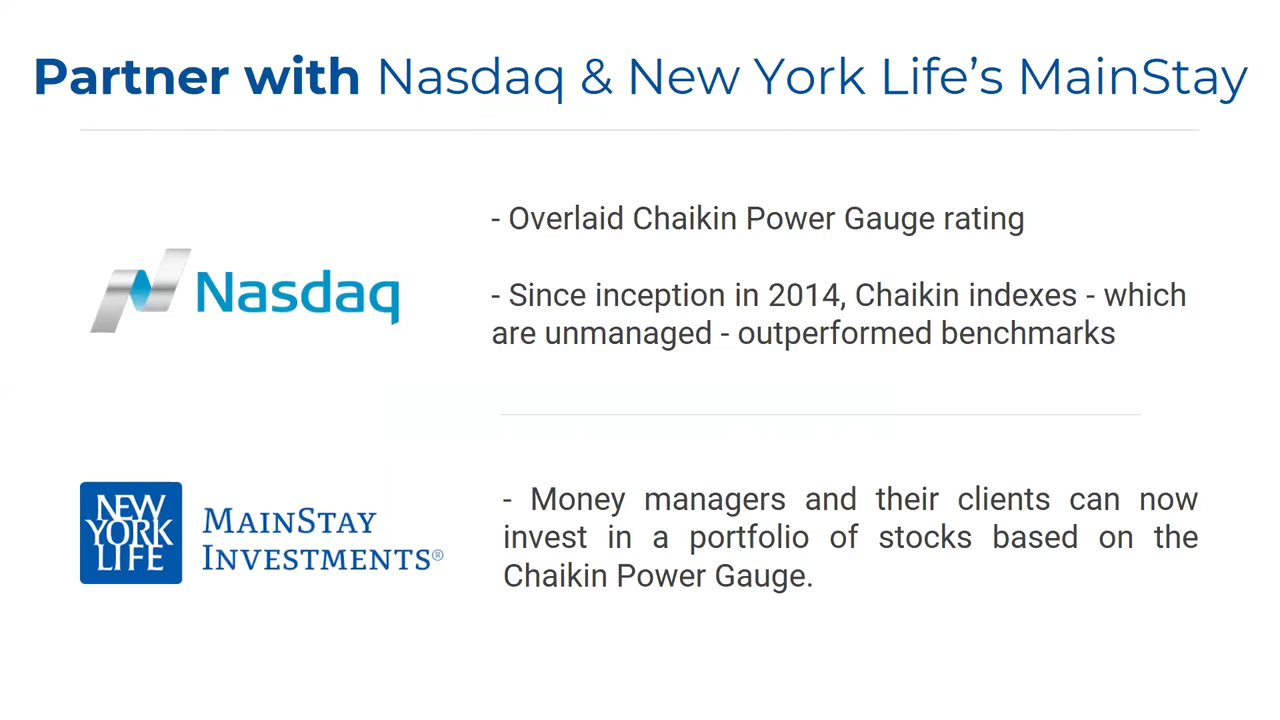 Partner with Nasdaq & New York Life’s MainStay
Nasdaq
- Overlaid Chaikin Power Gauge rating
- Since inception in 2014, Chaikin indexes - which
are unmanaged - outperformed benchmarks
NEW
YORK
LIFE
MAINSTAY
INVESTMENTS®
- Money managers and their clients can now
invest in a portfolio of stocks based on the
Chaikin Power Gauge.